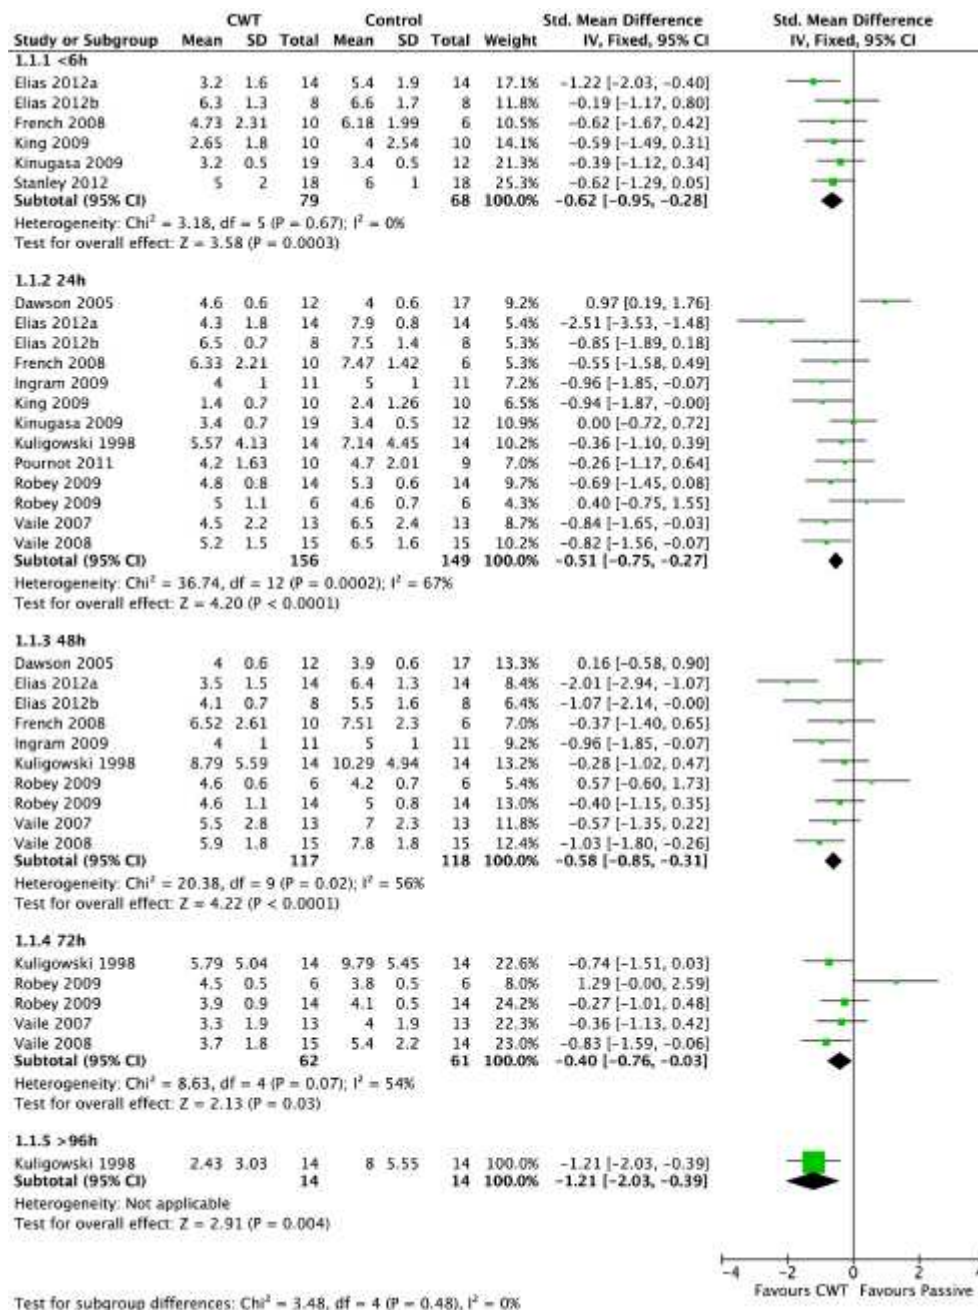 CWT Control Std. Mean Difference Std. Mean Difference
Study or Subgroup Mean SD Total Mean SD Total Weight IV, Fixed, 95% CI IV, Fixed, 95% CI
1.1.1 <6h
Elias 2012a 3.2 1.6 14 5.4 1.9 14 17.1% −1.22 [−2.03, −0.40]
Elias 2012b 6.3 1.3 8 6.6 1.7 8 11.8% −0.19 [−1.17, 0.80]
French 2008 4.73 2.31 10 6.18 1.99 6 10.5% −0.62 [−1.67, 0.42]
King 2009 2.65 1.8 10 4 2.54 10 14.1% −0.59 [−1.49, 0.31]
Kinugasa 2009 3.2 0.5 19 3.4 0.5 12 21.3% −0.39 [−1.12, 0.34]
Stanley 2012 5 2 18 6 1 18 25.3% −0.62 [−1.29, 0.05]
Subtotal (95% CI) 79 68 100.0% −0.62 [−0.95, −0.28]
Heterogeneity: Chi² = 3.18, df = 5 (P = 0.67); I² = 0%
Test for overall effect: Z = 3.58 (P = 0.0003)
1.1.2 24h
Dawson 2005 4.6 0.6 12 4 0.6 17 9.2% 0.97 [0.19, 1.76]
Elias 2012a 4.3 1.8 14 7.9 0.8 14 5.4% −2.51 [−3.53, −1.48]
Elias 2012b 6.5 0.7 8 7.5 1.4 8 5.3% −0.85 [−1.89, 0.18]
French 2008 6.33 2.21 10 7.47 1.42 6 5.3% −0.55 [−1.58, 0.49]
Ingram 2009 4 1 11 5 1 11 7.2% −0.96 [−1.85, −0.07]
King 2009 1.4 0.7 10 2.4 1.26 10 6.5% −0.94 [−1.87, −0.00]
Kinugasa 2009 3.4 0.7 19 3.4 0.5 12 10.9% 0.00 [−0.72, 0.72]
Kuligowski 1998 5.57 4.13 14 7.14 4.45 14 10.2% −0.36 [−1.10, 0.39]
Pournot 2011 4.2 1.63 10 4.7 2.01 9 7.0% −0.26 [−1.17, 0.64]
Robey 2009 4.8 0.8 14 5.3 0.6 14 9.7% −0.69 [−1.45, 0.08]
Robey 2009 5 1.1 6 4.6 0.7 6 4.3% 0.40 [−0.75, 1.55]
Vaile 2007 4.5 2.2 13 6.5 2.4 13 8.7% −0.84 [−1.65, −0.03]
Vaile 2008 5.2 1.5 15 6.5 1.6 15 10.2% −0.82 [−1.56, −0.07]
Subtotal (95% CI) 156 149 100.0% −0.51 [−0.75, −0.27]
Heterogeneity: Chi² = 36.74, df = 12 (P = 0.0002); I² = 67%
Test for overall effect: Z = 4.20 (P < 0.0001)
1.1.3 48h
Dawson 2005 4 0.6 12 3.9 0.6 17 13.3% 0.16 [−0.58, 0.90]
Elias 2012a 3.5 1.5 14 6.4 1.3 14 8.4% −2.01 [−2.94, −1.07]
Elias 2012b 4.1 0.7 8 5.5 1.6 8 6.4% −1.07 [−2.14, −0.00]
French 2008 6.52 2.61 10 7.51 2.3 6 7.0% −0.37 [−1.40, 0.65]
Ingram 2009 4 1 11 5 1 11 9.2% −0.96 [−1.85, −0.07]
Kuligowski 1998 8.79 5.59 14 10.29 4.94 14 13.2% −0.28 [−1.02, 0.47]
Robey 2009 4.6 0.6 6 4.2 0.7 6 5.4% 0.57 [−0.60, 1.73]
Robey 2009 4.6 1.1 14 5 0.8 14 13.0% −0.40 [−1.15, 0.35]
Vaile 2007 5.5 2.8 13 7 2.3 13 11.8% −0.57 [−1.35, 0.22]
Vaile 2008 5.9 1.8 15 7.8 1.8 15 12.4% −1.03 [−1.80, −0.26]
Subtotal (95% CI) 117 118 100.0% −0.58 [−0.85, −0.31]
Heterogeneity: Chi² = 20.38, df = 9 (P = 0.02); I² = 56%
Test for overall effect: Z = 4.22 (P < 0.0001)
1.1.4 72h
Kuligowski 1998 5.79 5.04 14 9.79 5.45 14 22.6% −0.74 [−1.51, 0.03]
Robey 2009 4.5 0.5 6 3.8 0.5 6 8.0% 1.29 [−0.00, 2.59]
Robey 2009 3.9 0.9 14 4.1 0.5 14 24.2% −0.27 [−1.01, 0.48]
Vaile 2007 3.3 1.9 13 4 1.9 13 22.3% −0.36 [−1.13, 0.42]
Vaile 2008 3.7 1.8 15 5.4 2.2 14 23.0% −0.83 [−1.59, −0.06]
Subtotal (95% CI) 62 61 100.0% −0.40 [−0.76, −0.03]
Heterogeneity: Chi² = 8.63, df = 4 (P = 0.07); I² = 54%
Test for overall effect: Z = 2.13 (P = 0.03)
1.1.5 >96h
Kuligowski 1998 2.43 3.03 14 8 5.55 14 100.0% −1.21 [−2.03, −0.39]
Subtotal (95% CI) 14 14 100.0% −1.21 [−2.03, −0.39]
Heterogeneity: Not applicable
Test for overall effect: Z = 2.91 (P = 0.004)
−4 −2 0 2 4
Favours CWT Favours Passive
Test for subgroup differences: Chi² = 3.48, df = 4 (P = 0.48), I² = 0%